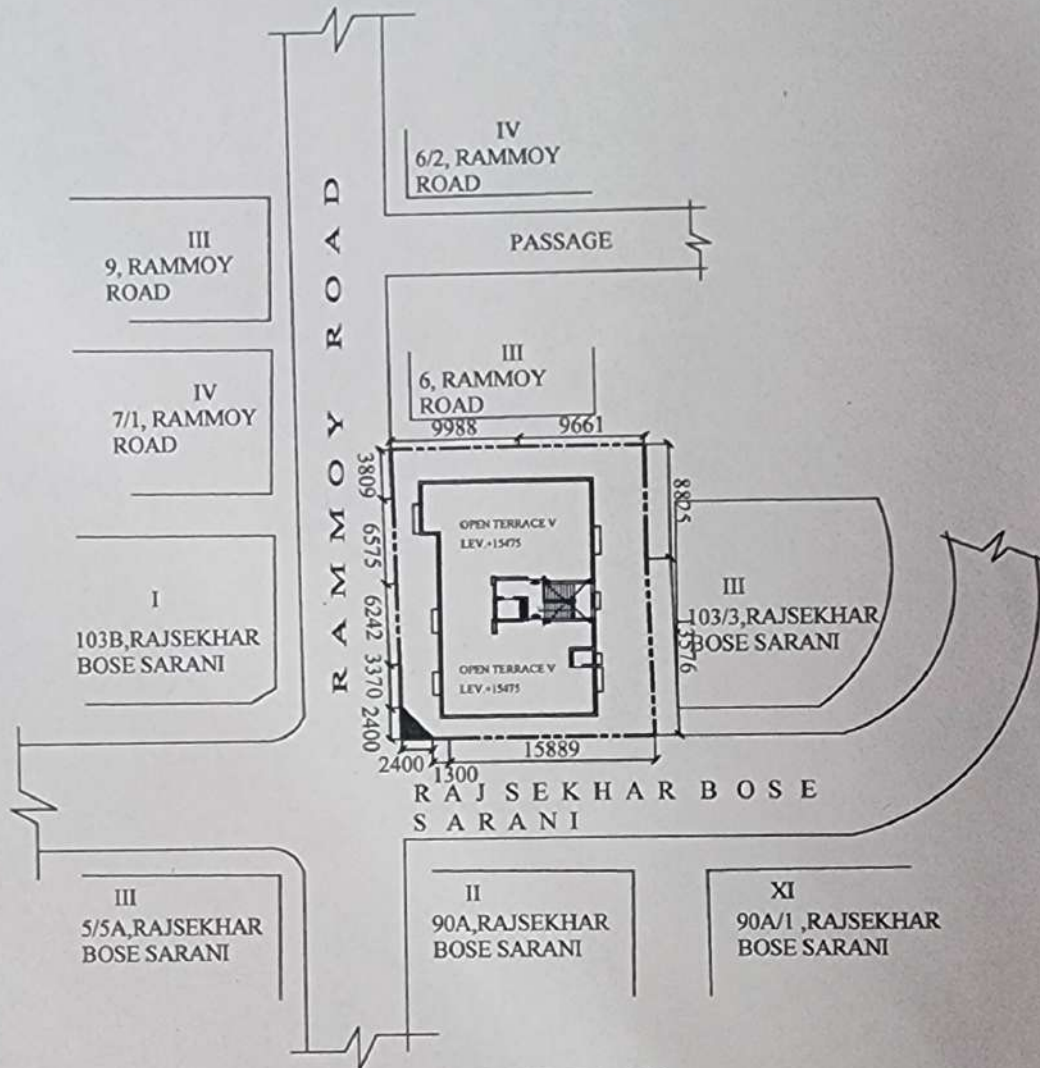 IV
6/2, RAMMOY
ROAD
PASSAGE
III
9, RAMMOY
ROAD
RAMMOY ROAD
III
6, RAMMOY
ROAD
IV
7/1, RAMMOY
ROAD
9988
9661
3809
6575
6242
3370
2400
8825
OPEN TERRACE V
LEV.+15475
I
103B,RAJSEKHAR
BOSE SARANI
III
103/3,RAJSEKHAR
BOSE SARANI
OPEN TERRACE V
LEV.+15475
2400
1300
15889
RAJSEKHAR BOSE
SARANI
III
5/5A,RAJSEKHAR
BOSE SARANI
II
90A,RAJSEKHAR
BOSE SARANI
XI
90A/1 ,RAJSEKHAR
BOSE SARANI